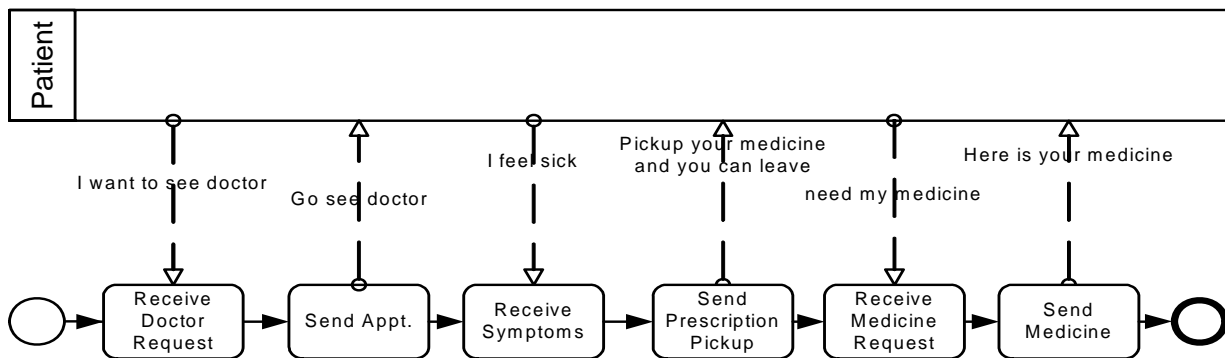 Patient
I want to see doctor
Go see doctor
I feel sick
Pickup your medicine
and you can leave
need my medicine
Here is your medicine
Receive
Doctor
Request
Send Appt.
Receive
Symptoms
Send
Prescription
Pickup
Receive
Medicine
Request
Send
Medicine